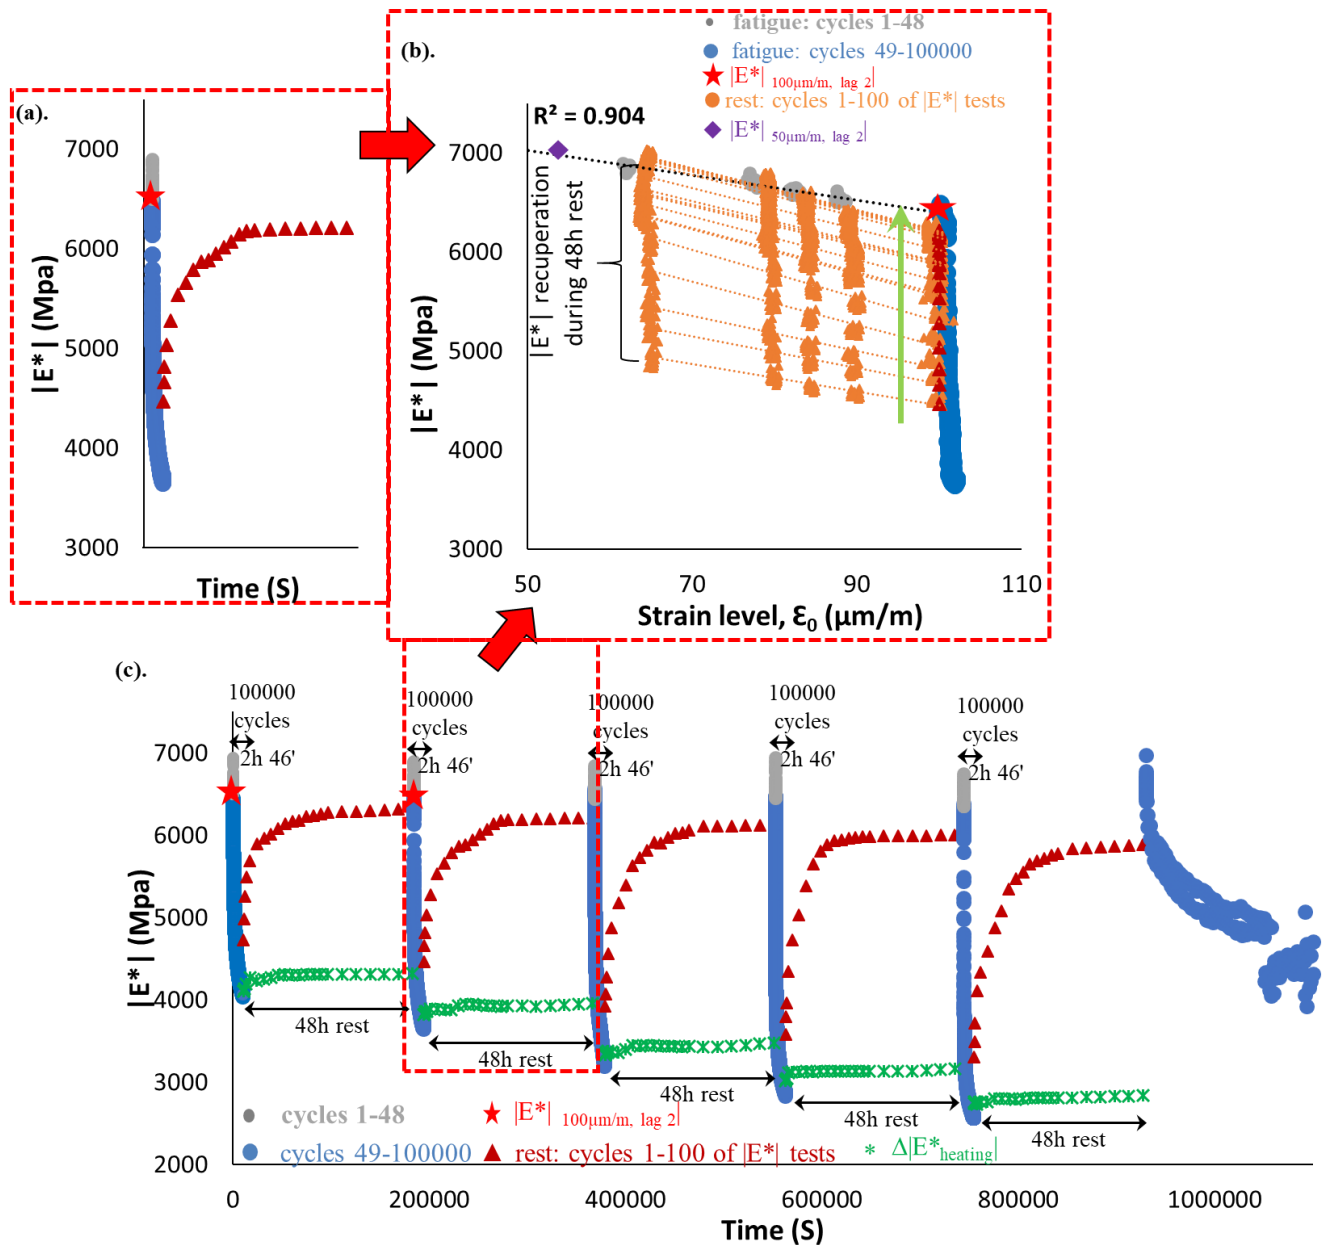 (a).
7000
6000
5000
4000
3000
|E*| (Mpa)
Time (S)
(b).
fatigue: cycles 1-48
fatigue: cycles 49-100000
|E*| 100µm/m, lag 2|
rest: cycles 1-100 of |E*| tests
|E*| 50µm/m, lag 2|
R² = 0.904
7000
6000
5000
4000
3000
|E*| (Mpa)
|E*| recuperation
during 48h rest
50
70
90
110
Strain level, Ɛ0 (µm/m)
(c).
100000
cycles
2h 46'
100000
cycles
2h 46'
100000
cycles
2h 46'
100000
cycles
2h 46'
100000
cycles
2h 46'
7000
6000
5000
4000
3000
2000
|E*| (Mpa)
48h rest
48h rest
48h rest
48h rest
48h rest
cycles 1-48
|E*| 100µm/m, lag 2|
cycles 49-100000
rest: cycles 1-100 of |E*| tests
Δ|E*heating|
0
200000
400000
600000
800000
1000000
Time (S)